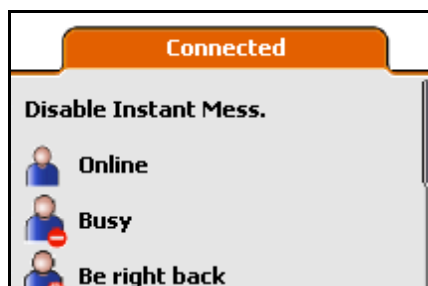 Connected
Disable Instant Mess.
Online
Busy
Be right back